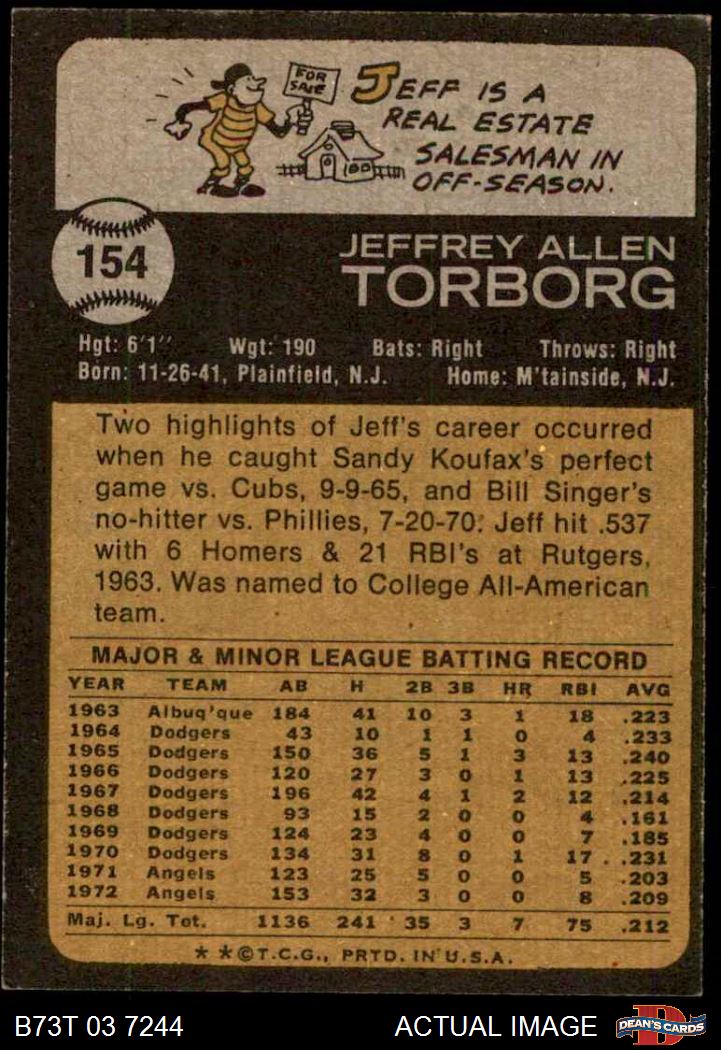 FOR
SALE
JEFF IS A
REAL ESTATE
SALESMAN IN
OFF-SEASON.
154
JEFFREY ALLEN
TORBORG
Hgt: 6'1" Wgt: 190 Bats: Right Throws: Right
Born: 11-26-41, Plainfield, N.J. Home: M'tainside, N.J.
Two highlights of Jeff's career occurred
when he caught Sandy Koufax's perfect
game vs. Cubs, 9-9-65, and Bill Singer's
no-hitter vs. Phillies, 7-20-70. Jeff hit .537
with 6 Homers & 21 RBI's at Rutgers,
1963. Was named to College All-American
team.
MAJOR & MINOR LEAGUE BATTING RECORD
YEAR TEAM AB H 2B 3B HR RBI AVG
1963 Albuq'que 184 41 10 3 1 18 .223
1964 Dodgers 43 10 1 1 0 4 .233
1965 Dodgers 150 36 5 1 3 13 .240
1966 Dodgers 120 27 3 0 1 13 .225
1967 Dodgers 196 42 4 1 2 12 .214
1968 Dodgers 93 15 2 0 0 4 .161
1969 Dodgers 124 23 4 0 0 7 .185
1970 Dodgers 134 31 8 0 1 17 .231
1971 Angels 123 25 5 0 0 5 .203
1972 Angels 153 32 3 0 0 8 .209
Maj. Lg. Tot. 1136 241 35 3 7 75 .212
* *©T.C.G., PRTD. IN U.S.A.
B73T 03 7244 ACTUAL IMAGE DEAN'S CARDS